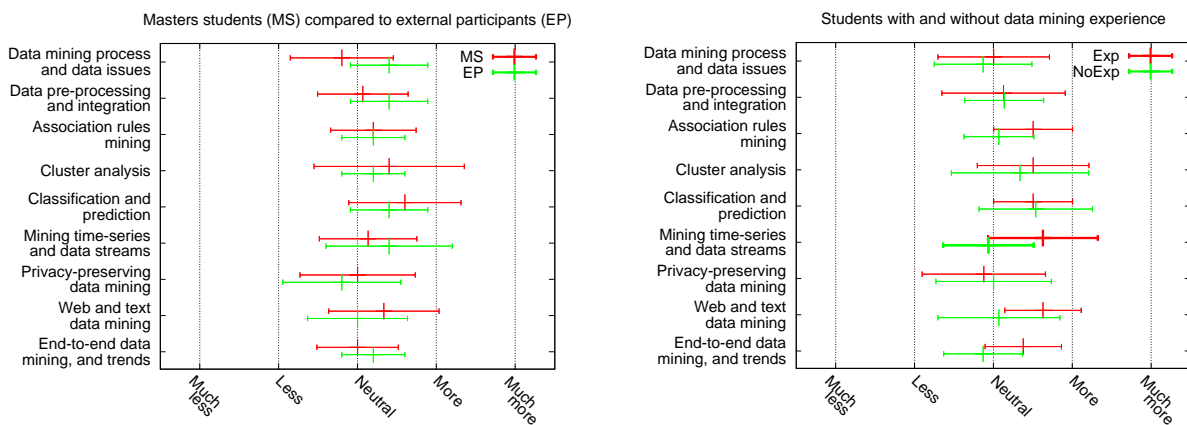 Masters students (MS) compared to external participants (EP)
MS
EP
Data mining process
and data issues
Data pre-processing
and integration
Association rules
mining
Cluster analysis
Classification and
prediction
Mining time-series
and data streams
Privacy-preserving
data mining
Web and text
data mining
End-to-end data
mining, and trends
Much
less
Less
Neutral
More
Much
more
Students with and without data mining experience
Exp
NoExp
Data mining process
and data issues
Data pre-processing
and integration
Association rules
mining
Cluster analysis
Classification and
prediction
Mining time-series
and data streams
Privacy-preserving
data mining
Web and text
data mining
End-to-end data
mining, and trends
Much
less
Less
Neutral
More
Much
more